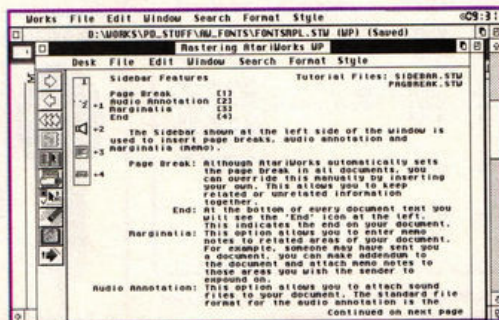 Works File Edit Window Search Format Style
D:\WORKS\PD_STUFF\AW_FONTS\FONTSMPL.STW (WP) (Saved)
Mastering AtariWorks WP
Desk File Edit Window Search Format Style
Sidebar Features Tutorial Files: SIDEBAR.STW
PAGBREAK.STW
Page Break [1]
Audio Annotation [2]
Marginalia [3]
End [4]
+1
+2
+3
+4
The Sidebar shown at the left side of the window is
used to insert page breaks, audio annotation and
marginalia (memo).
Page Break: Although AtariWorks automatically sets
the page break in all documents, you
can override this manually by inserting
your own. This allows you to keep
related or unrelated information
together.
End: At the bottom of every document text you
will see the 'End' icon at the left.
This indicates the end on your document.
Marginalia: This option allows you to enter memo
notes to related areas of your document.
For example, someone may have sent you
a document, you can make addendum to
the document and attach memo notes to
those areas you wish the sender to
expound on.
Audio Annotation: This option allows you to attach sound
files to your document. The standard file
format for the audio annotation is the
Continued on next page